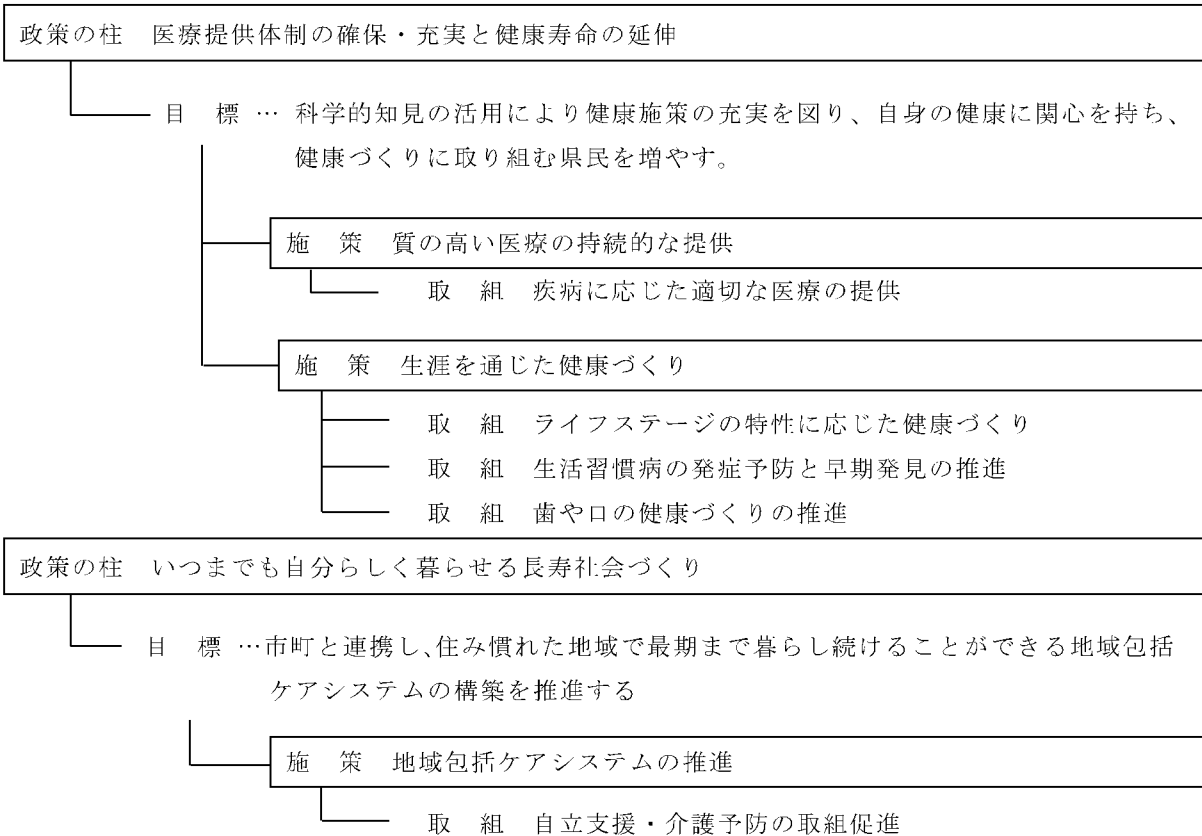 政策の柱　医療提供体制の確保・充実と健康寿命の延伸
目　標 … 科学的知見の活用により健康施策の充実を図り、自身の健康に関心を持ち、
健康づくりに取り組む県民を増やす。
施　策　質の高い医療の持続的な提供
取　組　疾病に応じた適切な医療の提供
施　策　生涯を通じた健康づくり
取　組　ライフステージの特性に応じた健康づくり
取　組　生活習慣病の発症予防と早期発見の推進
取　組　歯や口の健康づくりの推進
政策の柱　いつまでも自分らしく暮らせる長寿社会づくり
目　標 …市町と連携し、住み慣れた地域で最期まで暮らし続けることができる地域包括
ケアシステムの構築を推進する
施　策　地域包括ケアシステムの推進
取　組　自立支援・介護予防の取組促進